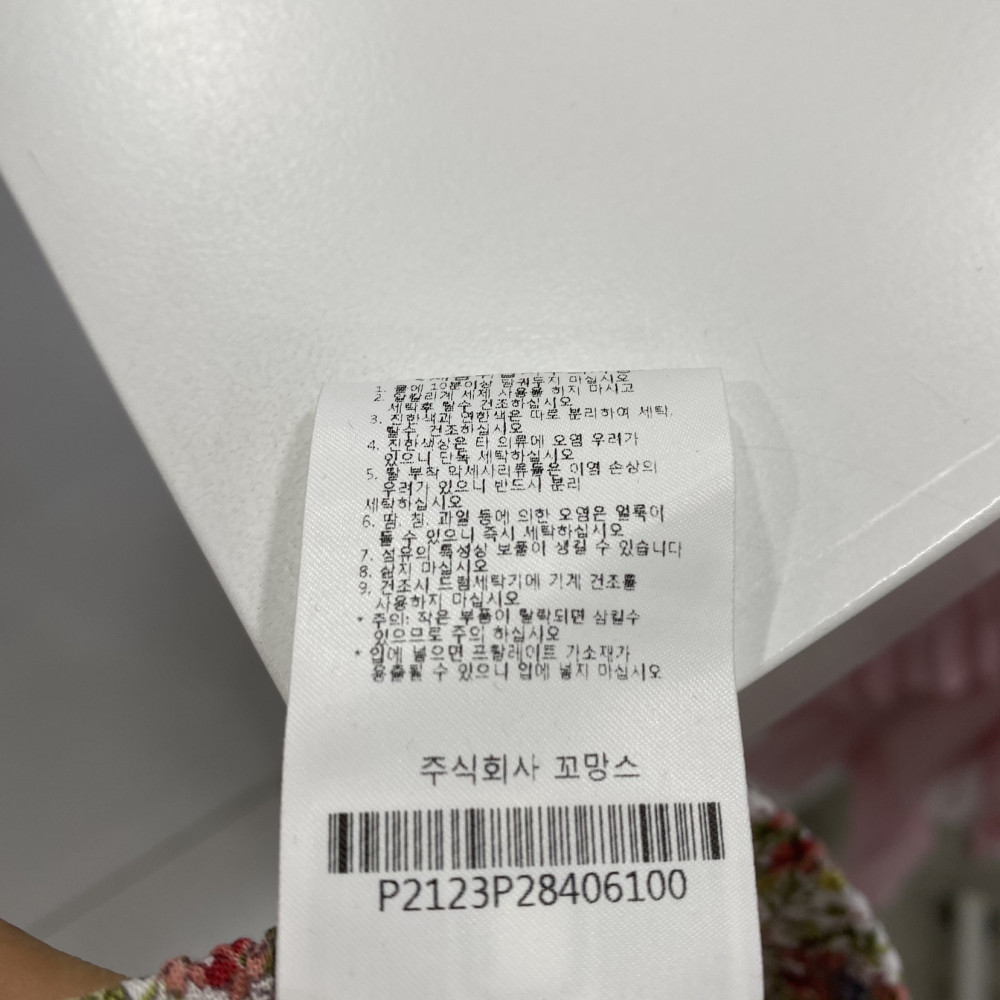 1. 물에 10분이상 담궈두지 마십시오
2. 알칼리계 세제 사용을 하지 마시고
세탁후 탈수 건조하십시오
3. 진한색과 연한색은 따로 분리하여 세탁,
탈수 건조하십시오
4. 진한색상은 타 의류에 오염 우려가
있으니 단독 세탁하십시오
5. 탈 부착 악세사리류들은 이염 손상의
우려가 있으니 반드시 분리
세탁하십시오
6. 땀, 침, 과일 등에 의한 오염은 얼룩이
될 수 있으니 즉시 세탁하십시오
7. 섬유의 특성상 보풀이 생길 수 있습니다
8. 삶지 마십시오
9. 건조시 드럼세탁기에 기계 건조를
사용하지 마십시오
* 주의: 작은 부품이 탈락되면 삼킬수
있으므로 주의 하십시오
* 입에 넣으면 프탈레이트 가소재가
용출될 수 있으니 입에 넣지 마십시오
주식회사 꼬망스
P2123P28406100